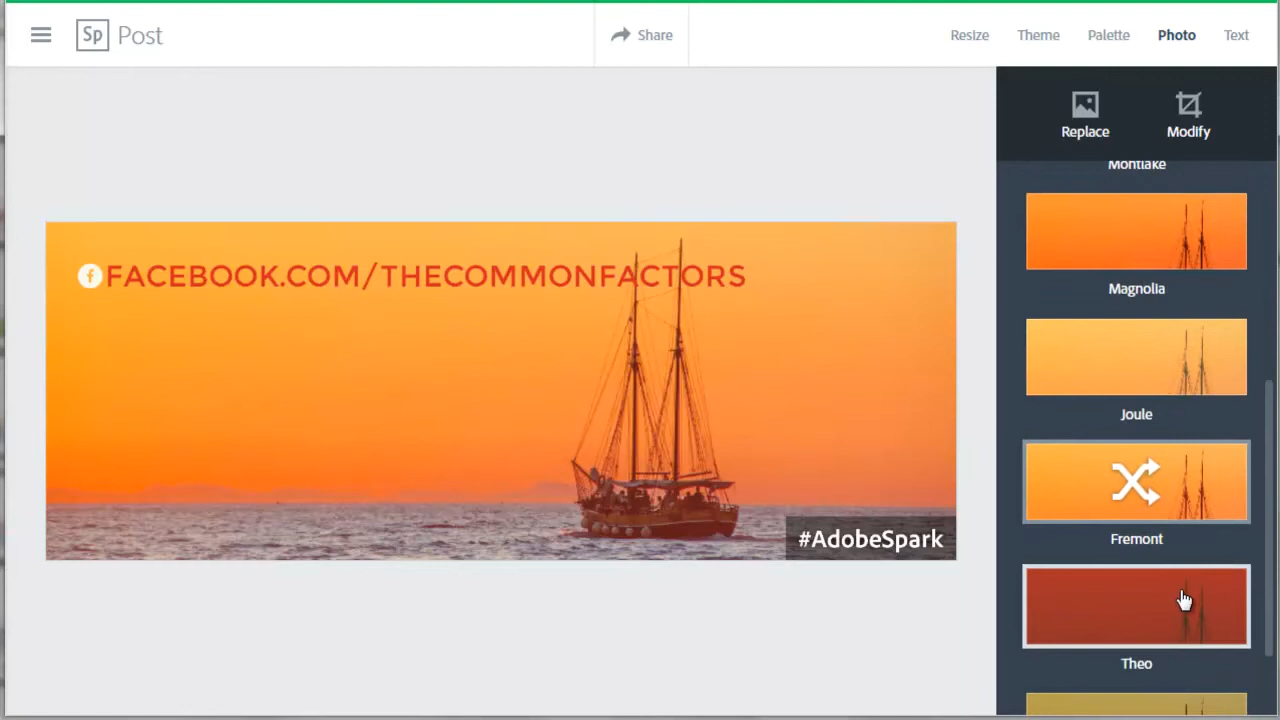 Sp Post
Share
Resize
Theme
Palette
Photo
Text
Replace
Modify
Montlake
Magnolia
Joule
Fremont
Theo
FACEBOOK.COM/THECOMMONFACTORS
#AdobeSpark